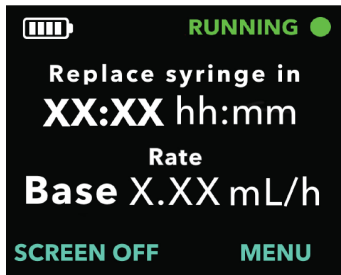 RUNNING
Replace syringe in
XX:XX hh:mm
Rate
Base X.XX mL/h
SCREEN OFF MENU